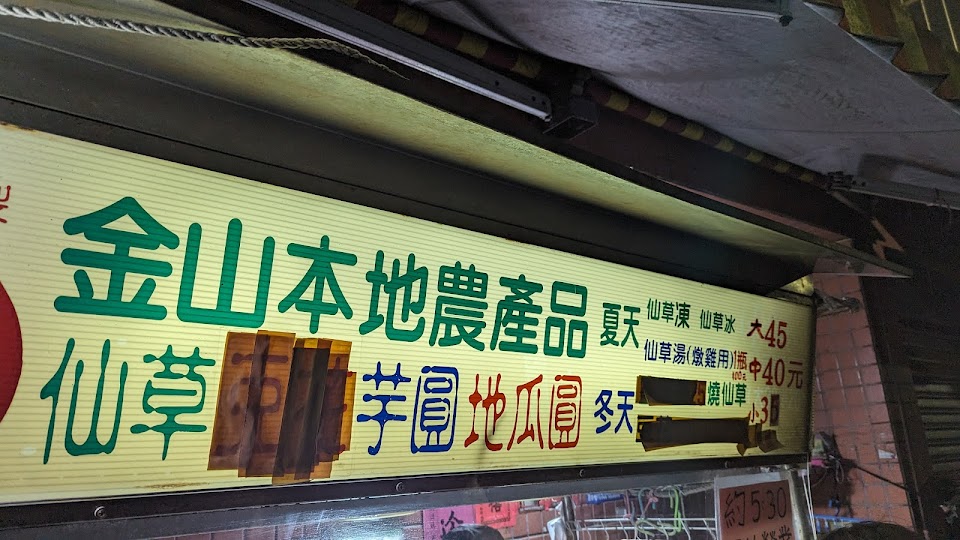 金山本地農產品
仙草
芋圓 地瓜圓
夏天 仙草凍 仙草冰
仙草湯(燉雞用)1瓶
冬天 燒仙草
大45
中40元
小3
約5:30